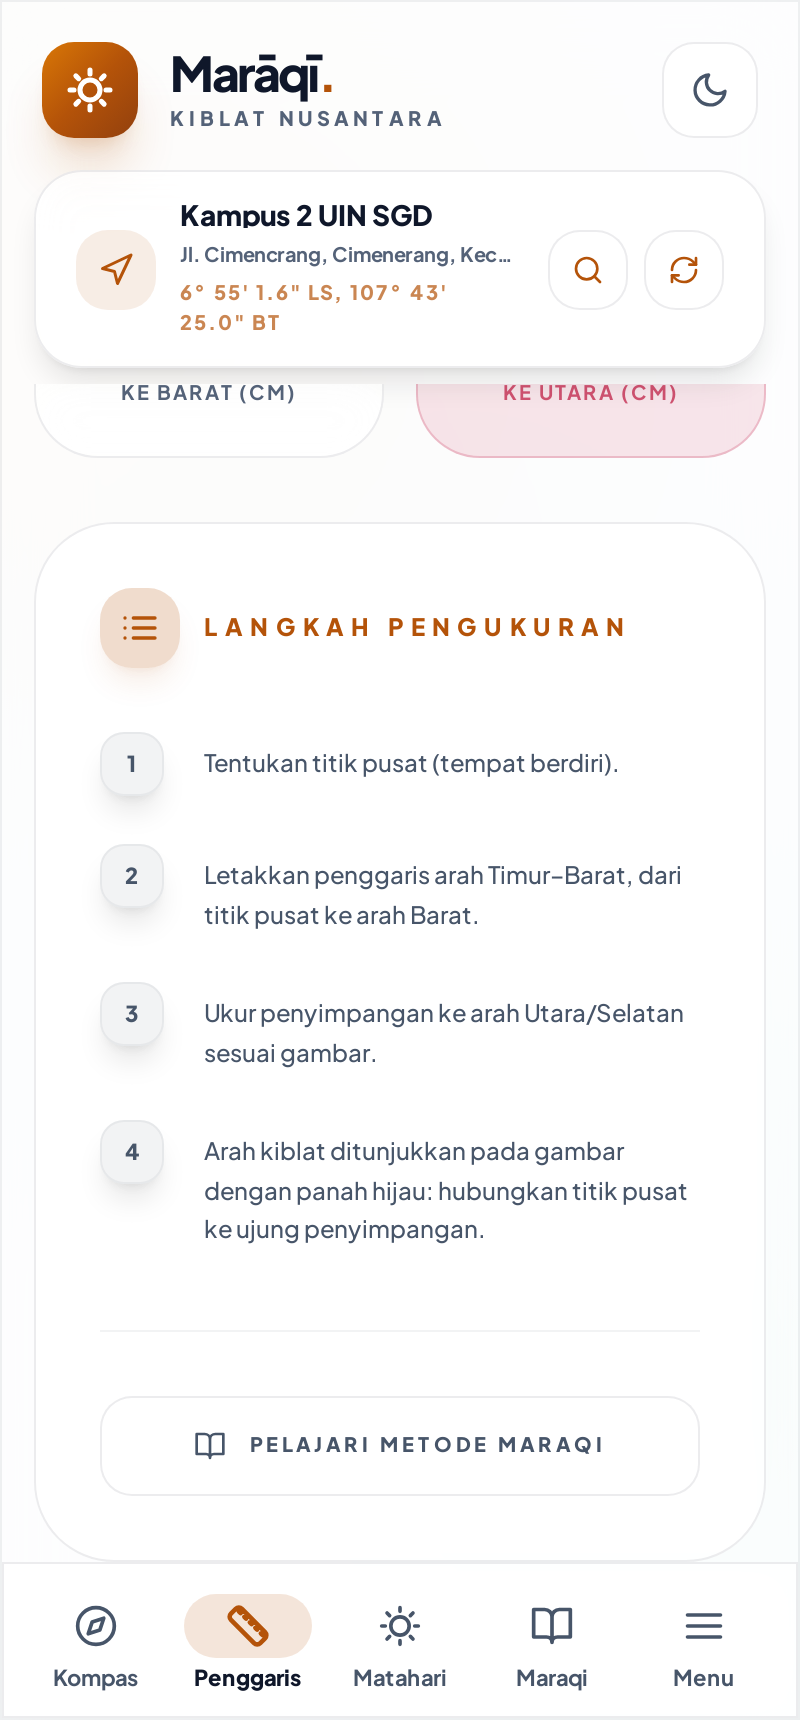 Marāqī.
KIBLAT NUSANTARA
Kampus 2 UIN SGD
Jl. Cimencrang, Cimenerang, Kec...
6° 55' 1.6" LS, 107° 43'
25.0" BT
KE BARAT (CM)
KE UTARA (CM)
LANGKAH PENGUKURAN
1
Tentukan titik pusat (tempat berdiri).
2
Letakkan penggaris arah Timur–Barat, dari
titik pusat ke arah Barat.
3
Ukur penyimpangan ke arah Utara/Selatan
sesuai gambar.
4
Arah kiblat ditunjukkan pada gambar
dengan panah hijau: hubungkan titik pusat
ke ujung penyimpangan.
PELAJARI METODE MARAQI
Kompas
Penggaris
Matahari
Maraqi
Menu